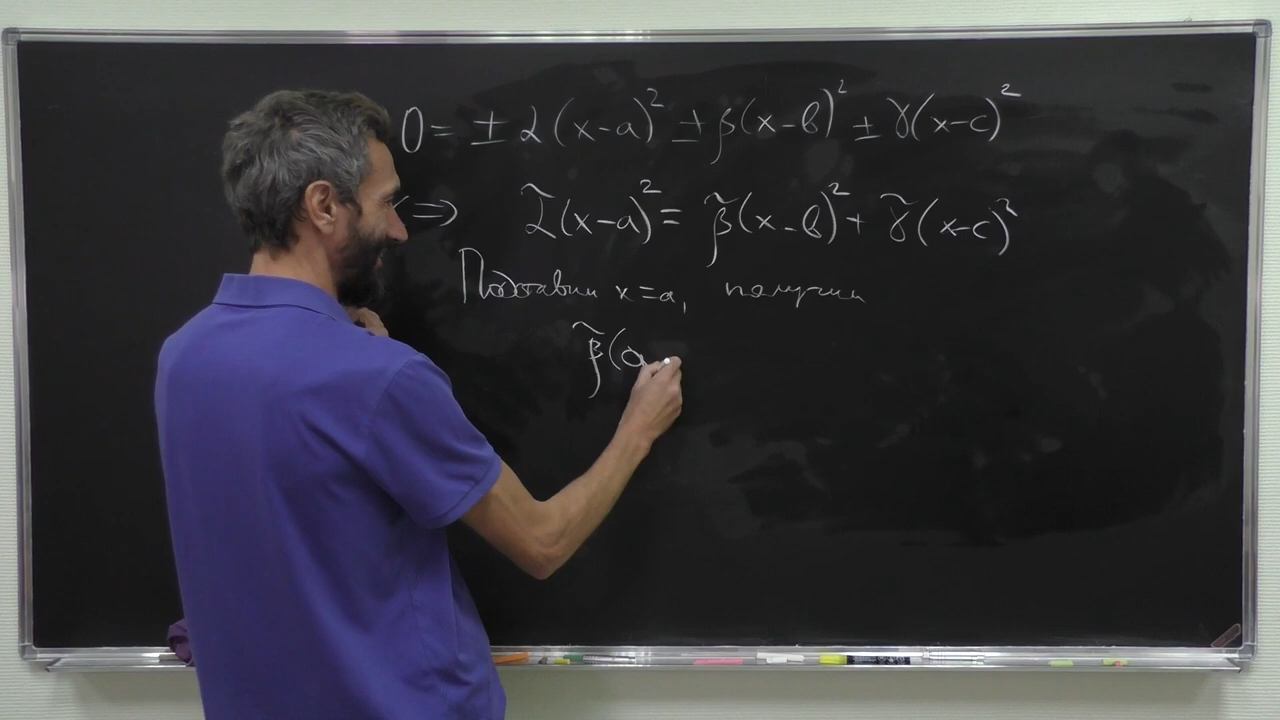 0 = ± α(x-a)² ± β(x-b)² ± γ(x-c)²
⇒ α̃(x-a)² = β̃(x-b)² + γ̃(x-c)²
Подставим x=a, получим
β̃(a